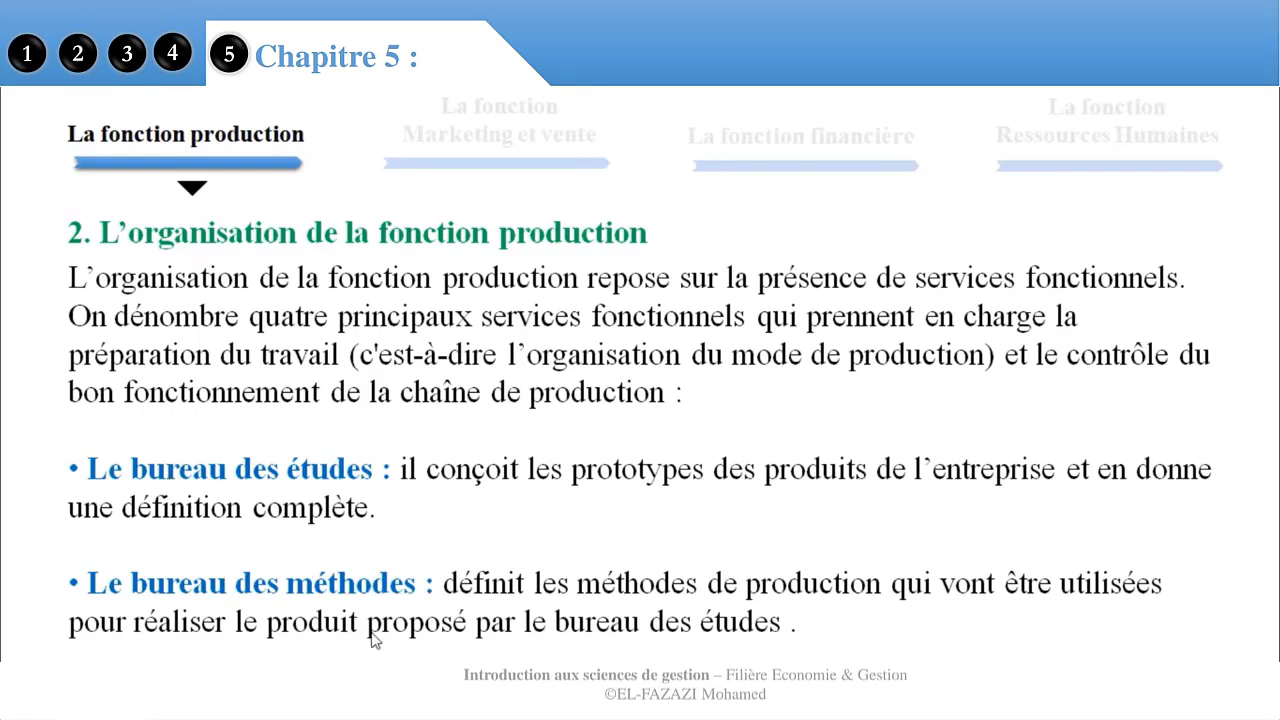 1 2 3 4 5 Chapitre 5 :
La fonction production
La fonction
Marketing et vente
La fonction financière
La fonction
Ressources Humaines
2. L’organisation de la fonction production
L’organisation de la fonction production repose sur la présence de services fonctionnels.
On dénombre quatre principaux services fonctionnels qui prennent en charge la
préparation du travail (c'est-à-dire l’organisation du mode de production) et le contrôle du
bon fonctionnement de la chaîne de production :
• Le bureau des études : il conçoit les prototypes des produits de l’entreprise et en donne
une définition complète.
• Le bureau des méthodes : définit les méthodes de production qui vont être utilisées
pour réaliser le produit proposé par le bureau des études .
Introduction aux sciences de gestion – Filière Economie & Gestion
©EL-FAZAZI Mohamed